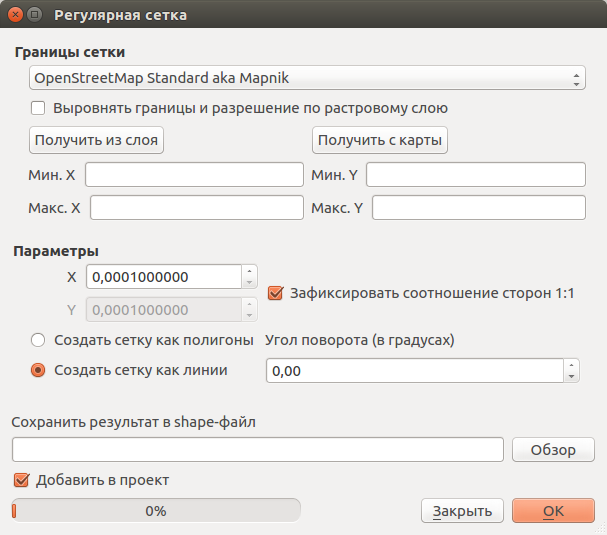 Регулярная сетка
Границы сетки
OpenStreetMap Standard aka Mapnik
Выровнять границы и разрешение по растровому слою
Получить из слоя Получить с карты
Мин. X Мин. Y
Макс. X Макс. Y
Параметры
X 0,0001000000
Зафиксировать соотношение сторон 1:1
Y 0,0001000000
Создать сетку как полигоны Угол поворота (в градусах)
Создать сетку как линии 0,00
Сохранить результат в shape-файл
Обзор
Добавить в проект
0% Закрыть OK